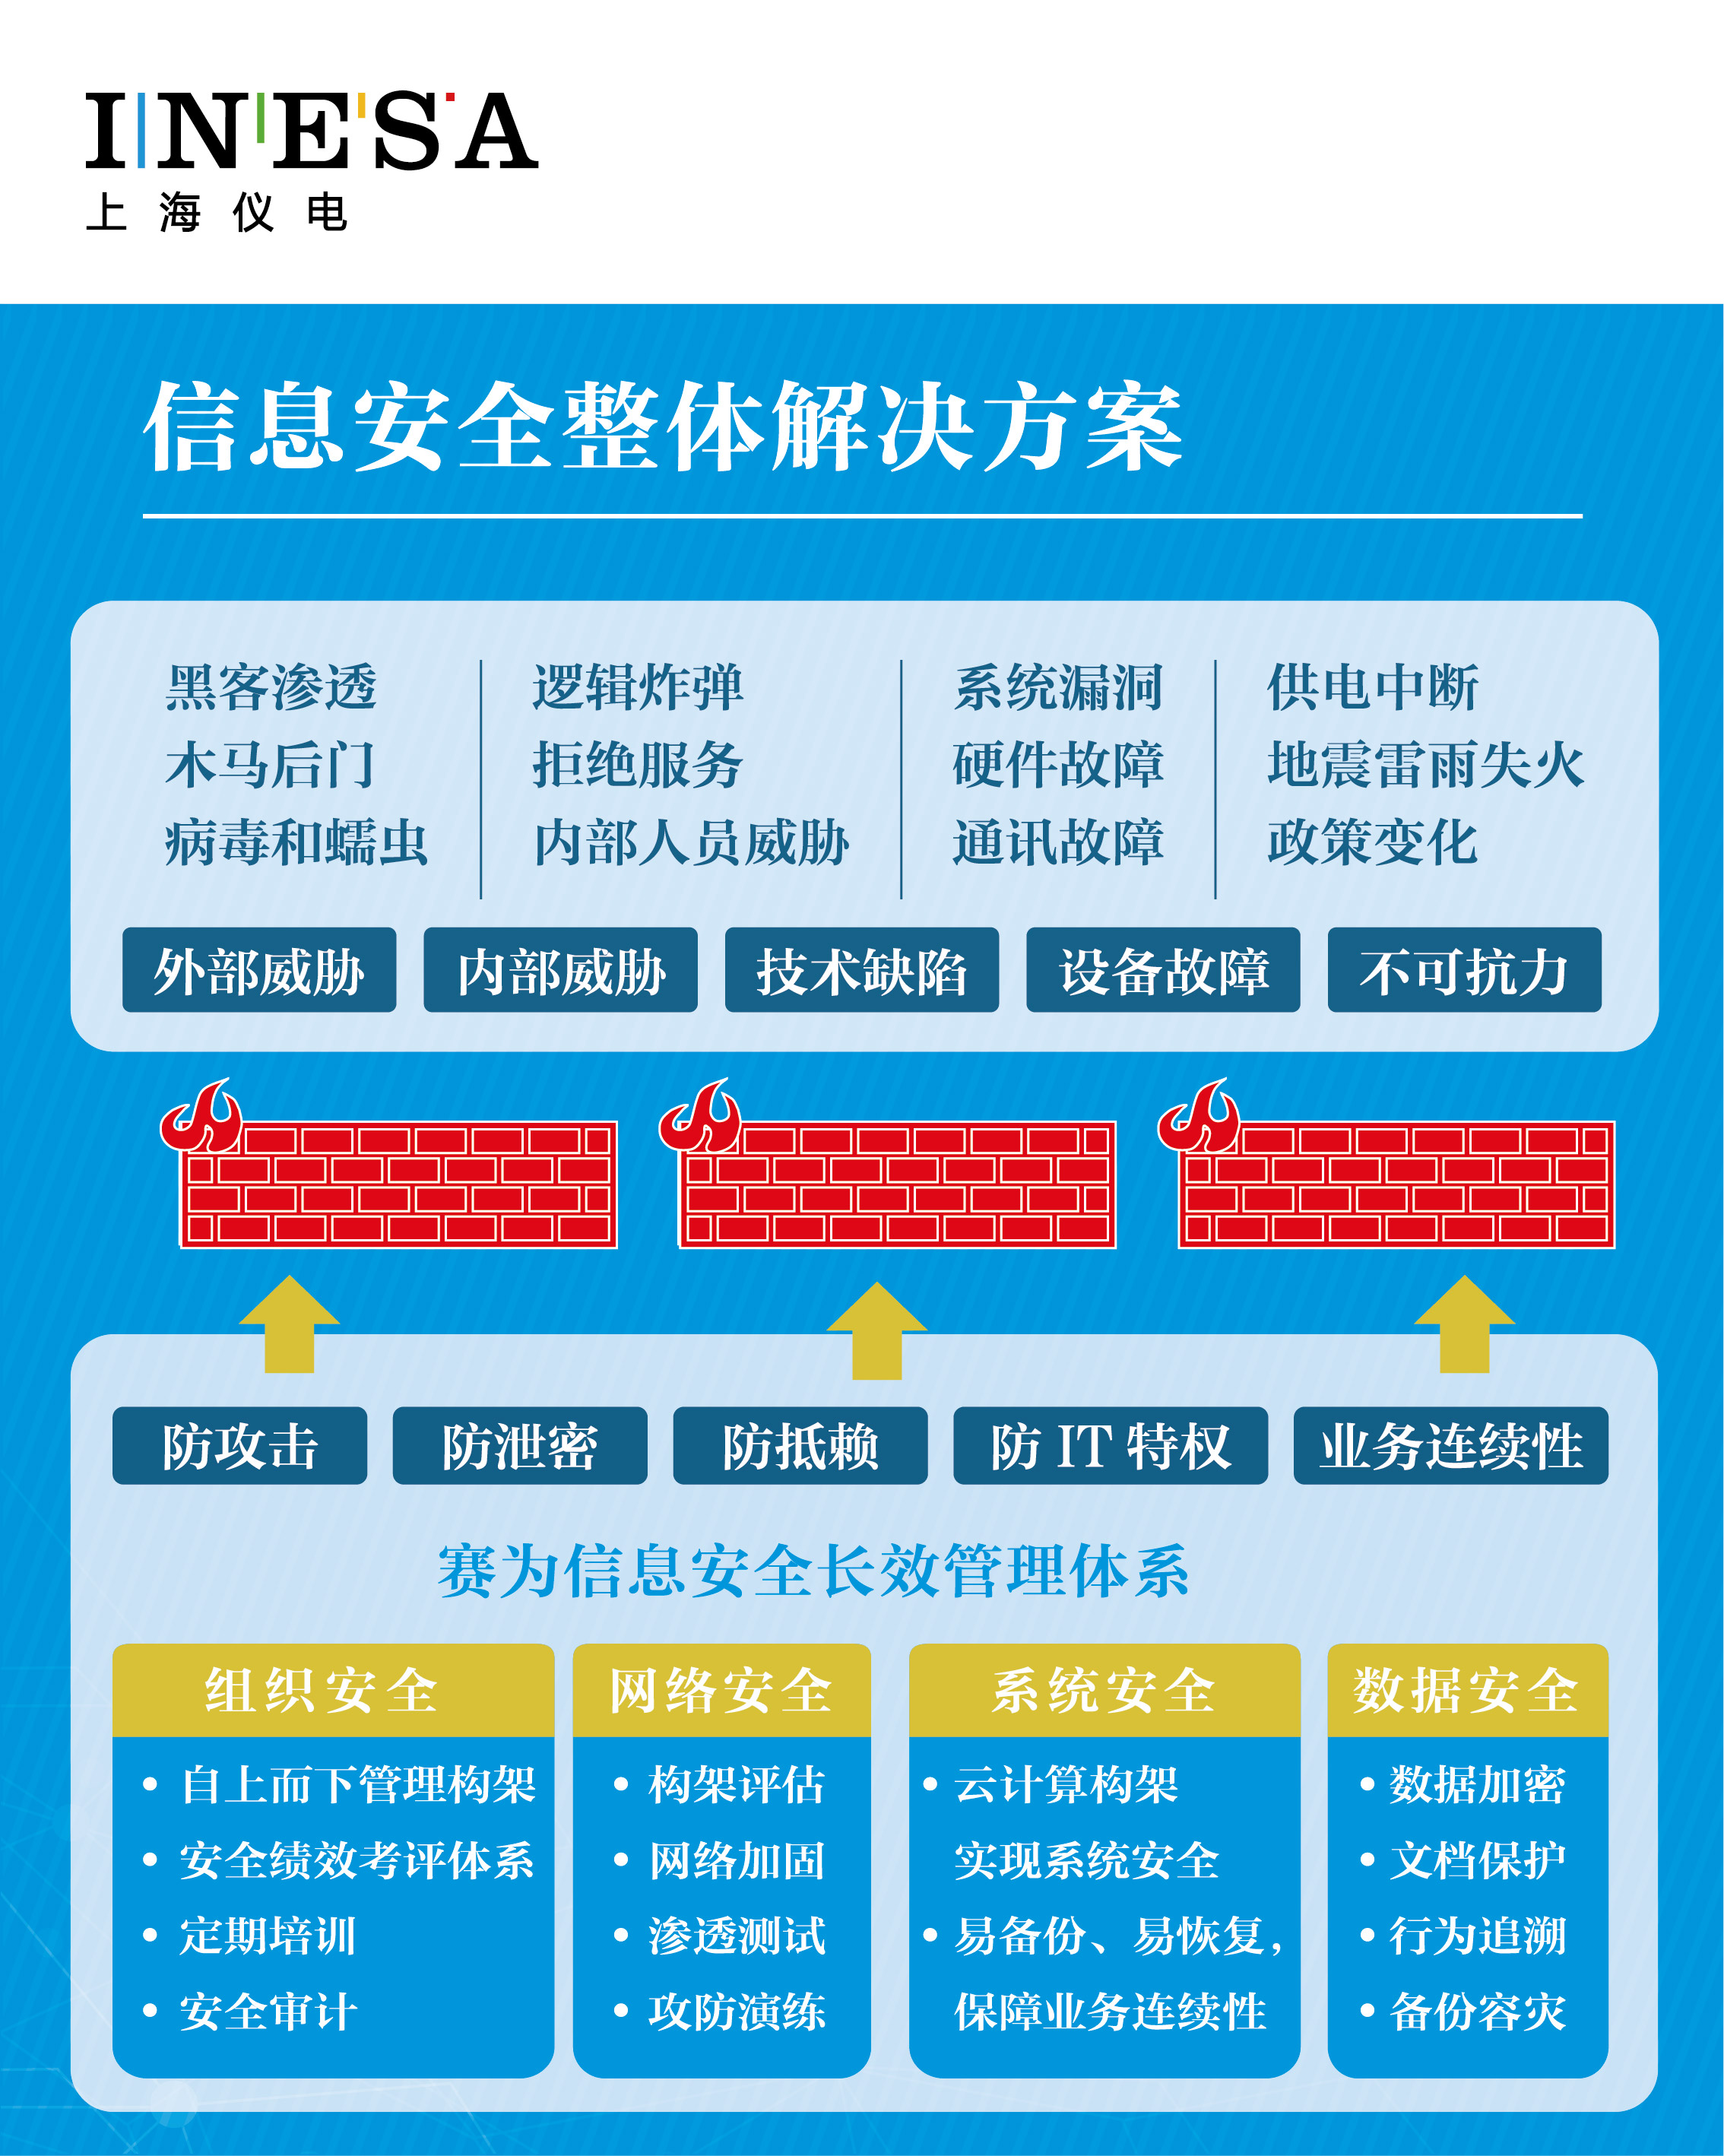 INESA
上海仪电
信息安全整体解决方案
黑客渗透
木马后门
病毒和蠕虫
逻辑炸弹
拒绝服务
内部人员威胁
系统漏洞
硬件故障
通讯故障
供电中断
地震雷雨失火
政策变化
外部威胁
内部威胁
技术缺陷
设备故障
不可抗力
防攻击
防泄密
防抵赖
防 IT 特权
业务连续性
赛为信息安全长效管理体系
组织安全
• 自上而下管理构架
• 安全绩效考评体系
• 定期培训
• 安全审计
网络安全
• 构架评估
• 网络加固
• 渗透测试
• 攻防演练
系统安全
• 云计算构架
实现系统安全
• 易备份、易恢复，
保障业务连续性
数据安全
• 数据加密
• 文档保护
• 行为追溯
• 备份容灾